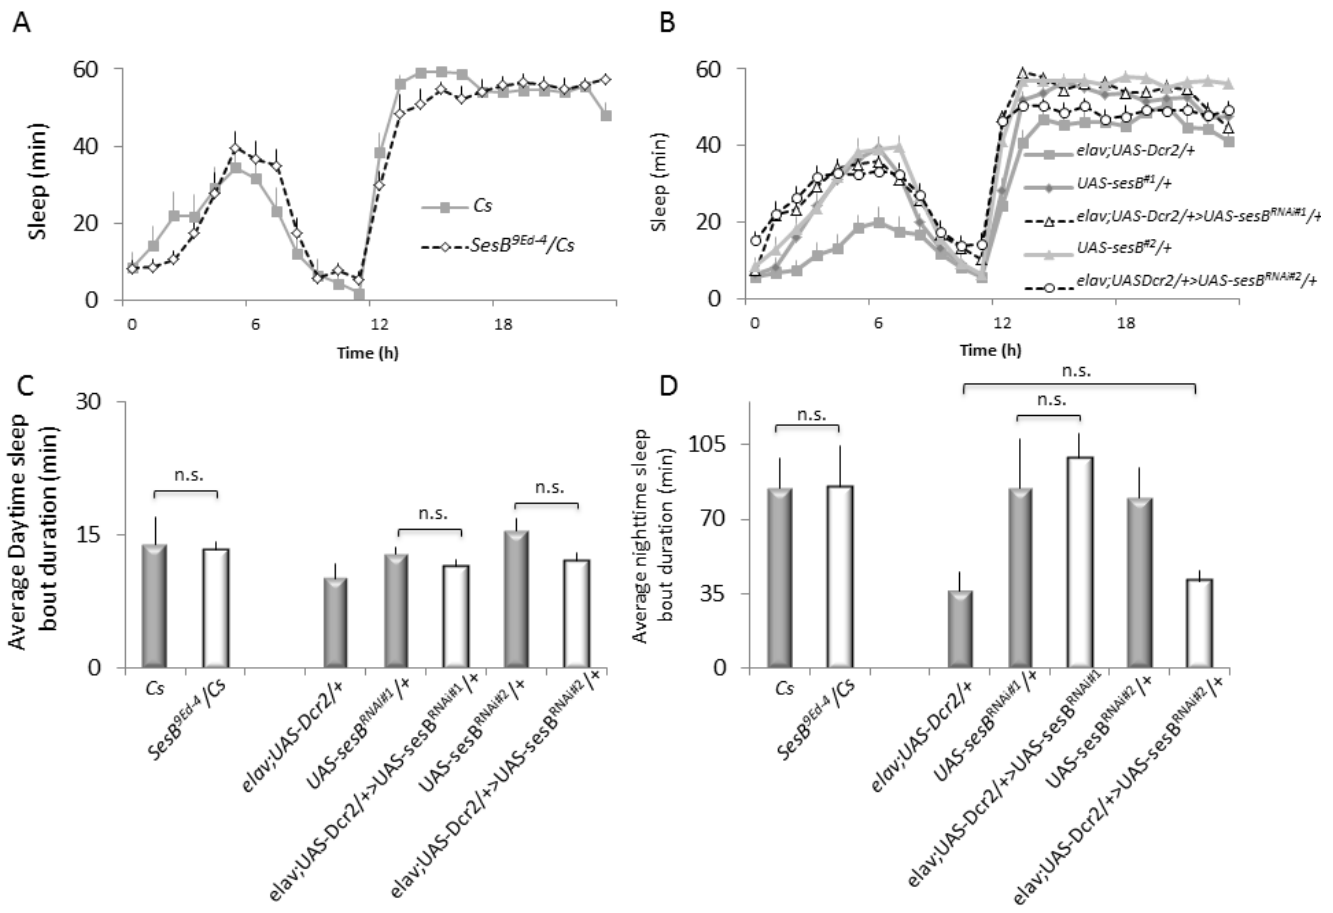 A
60
40
20
0
Sleep (min)
0
6
12
18
Time (h)
Cs
SesB9Ed-4/Cs
B
60
40
20
0
Sleep (min)
0
6
12
18
Time (h)
elav;UAS-Dcr2/+
UAS-sesB#1/+
elav;UAS-Dcr2/+>UAS-sesBRNAi#1/+
UAS-sesB#2/+
elav;UASDcr2/+>UAS-sesBRNAi#2/+
C
30
15
0
Average Daytime sleep
bout duration (min)
n.s.
n.s.
n.s.
Cs
SesB9Ed-4/Cs
elav;UAS-Dcr2/+
UAS-sesBRNAi#1/+
elav;UAS-Dcr2/+>UAS-sesBRNAi#1/+
UAS-sesBRNAi#2/+
elav;UAS-Dcr2/+>UAS-sesBRNAi#2/+
D
105
70
35
0
Average nighttime sleep
bout duration (min)
n.s.
n.s.
n.s.
Cs
SesB9Ed-4/Cs
elav;UAS-Dcr2/+
UAS-sesBRNAi#1/+
elav;UAS-Dcr2/+>UAS-sesBRNAi#1
UAS-sesBRNAi#2/+
elav;UAS-Dcr2/+>UAS-sesBRNAi#2/+